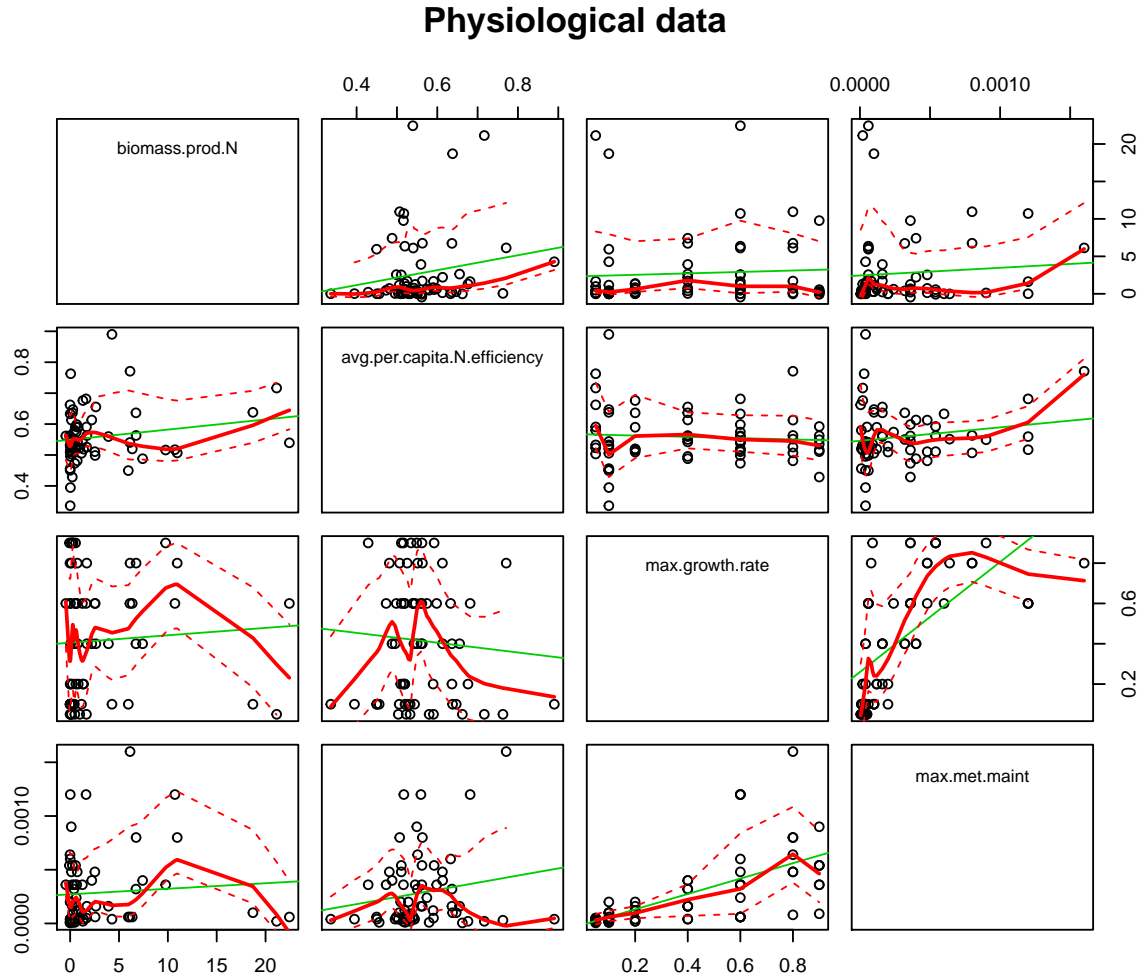 Physiological data
0.4 0.6 0.8 0.0000 0.0010
biomass.prod.N
0 5 10 20
avg.per.capita.N.efficiency
0.4 0.6 0.8
max.growth.rate
0.2 0.6
max.met.maint
0.0000 0.0010
0 5 10 15 20 0.2 0.4 0.6 0.8